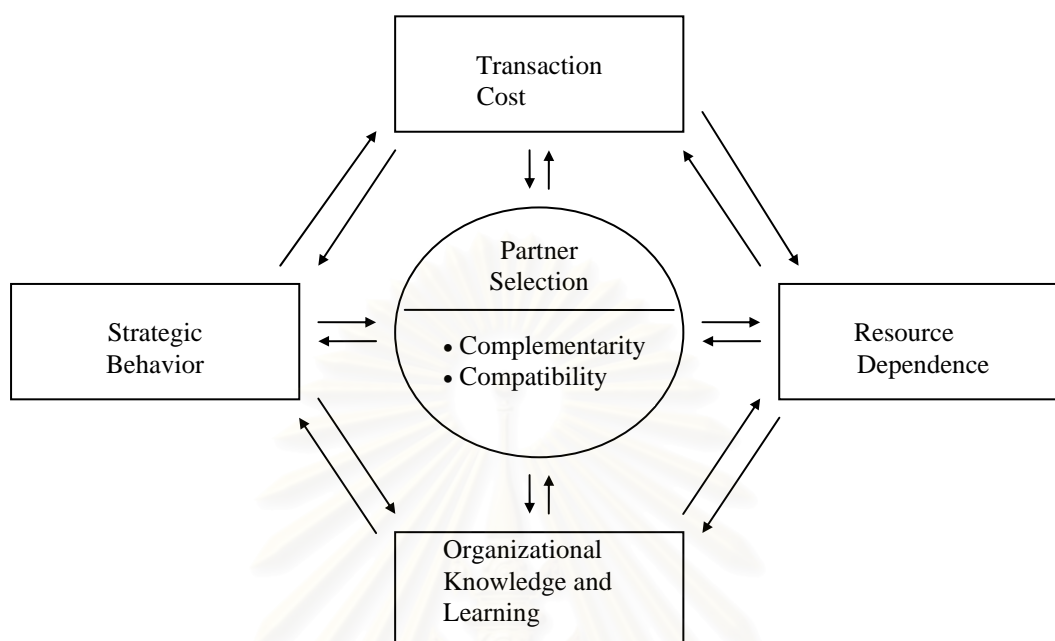 Transaction
Cost
Partner
Selection
• Complementarity
• Compatibility
Strategic
Behavior
Resource
Dependence
Organizational
Knowledge and
Learning